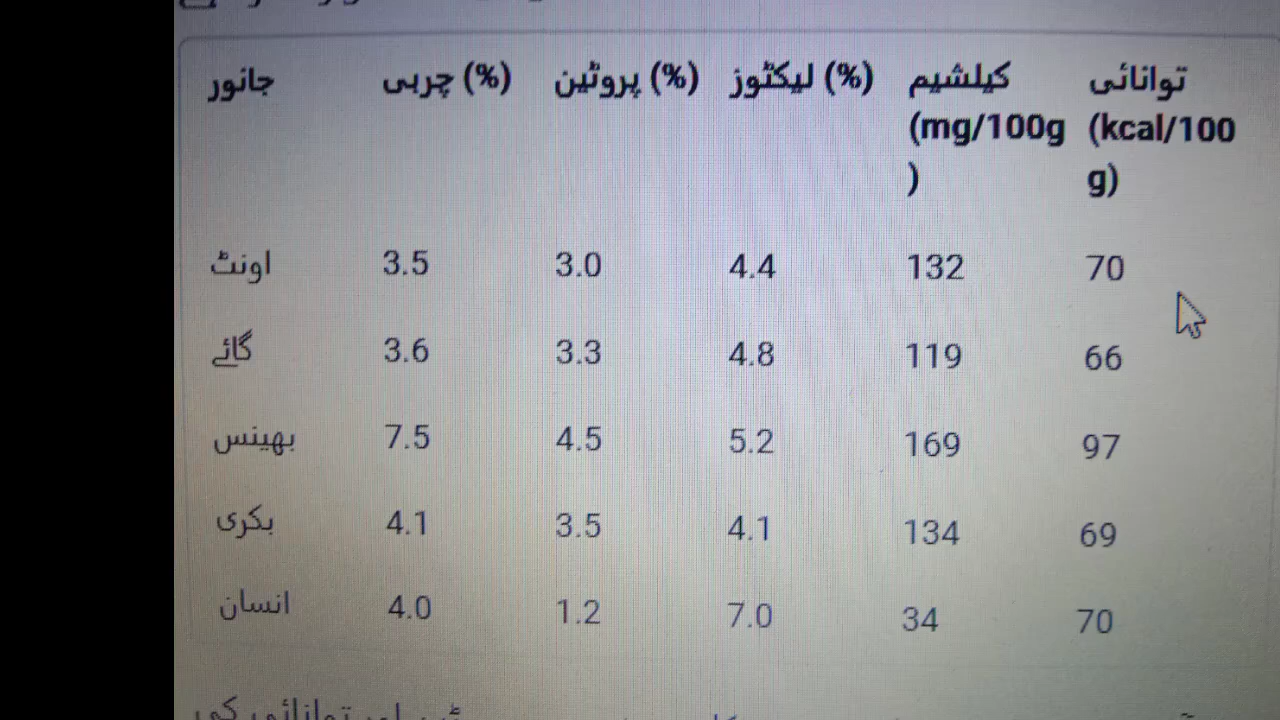 جانور چربی (%) پروٹین (%) لیکٹوز (%) کیلشیم (mg/100g) توانائی (kcal/100g)
اونٹ 3.5 3.0 4.4 132 70
گائے 3.6 3.3 4.8 119 66
بھینس 7.5 4.5 5.2 169 97
بکری 4.1 3.5 4.1 134 69
انسان 4.0 1.2 7.0 34 70
توانائی کی